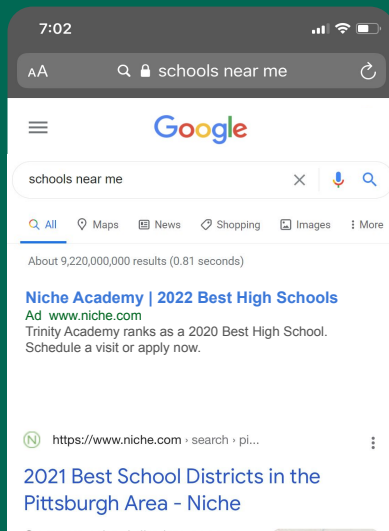 7:02
AA schools near me
Google
schools near me
All Maps News Shopping Images More
About 9,220,000,000 results (0.81 seconds)
Niche Academy | 2022 Best High Schools
Ad www.niche.com
Trinity Academy ranks as a 2020 Best High School.
Schedule a visit or apply now.
N https://www.niche.com › search › pi...
2021 Best School Districts in the
Pittsburgh Area - Niche